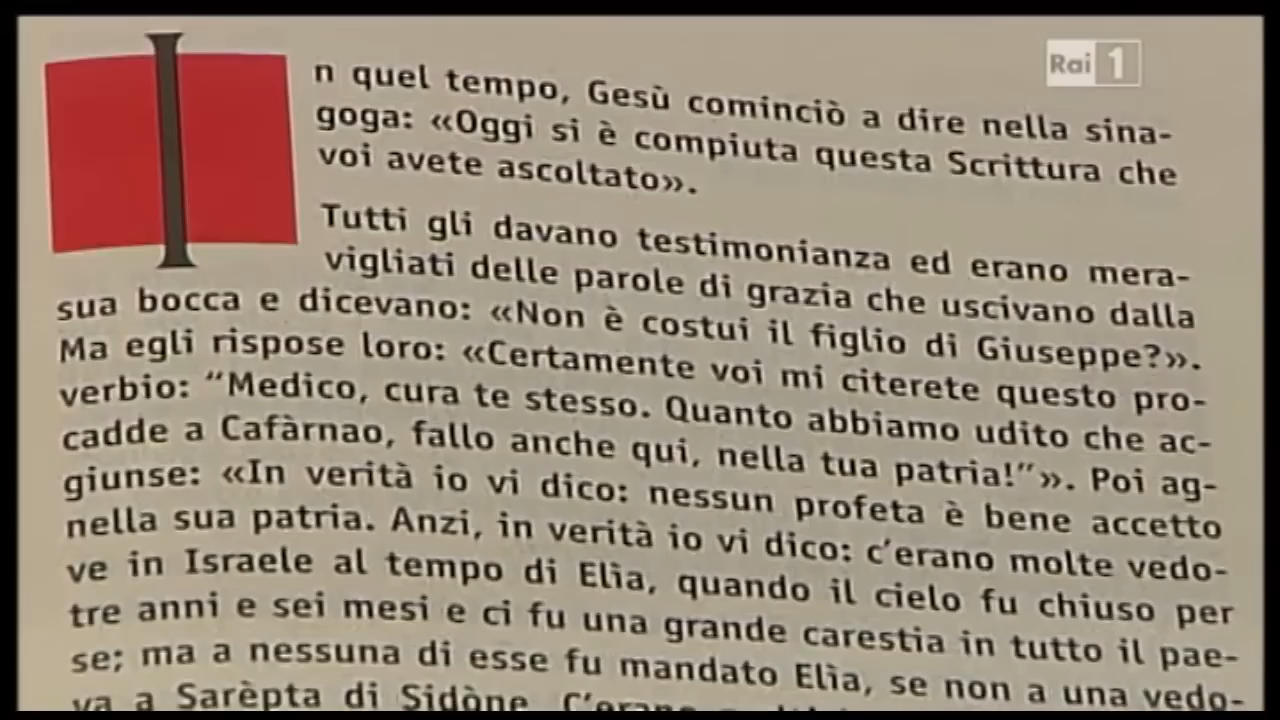 Rai 1
In quel tempo, Gesù cominciò a dire nella sina-
goga: «Oggi si è compiuta questa Scrittura che
voi avete ascoltato».
Tutti gli davano testimonianza ed erano mera-
vigliati delle parole di grazia che uscivano dalla
sua bocca e dicevano: «Non è costui il figlio di Giuseppe?».
Ma egli rispose loro: «Certamente voi mi citerete questo pro-
verbio: “Medico, cura te stesso. Quanto abbiamo udito che ac-
cadde a Cafàrnao, fallo anche qui, nella tua patria!”». Poi ag-
giunse: «In verità io vi dico: nessun profeta è bene accetto
nella sua patria. Anzi, in verità io vi dico: c'erano molte vedo-
ve in Israele al tempo di Elìa, quando il cielo fu chiuso per
tre anni e sei mesi e ci fu una grande carestia in tutto il pae-
se; ma a nessuna di esse fu mandato Elìa, se non a una vedo-
va a Sarèpta di Sidòne. C'erano